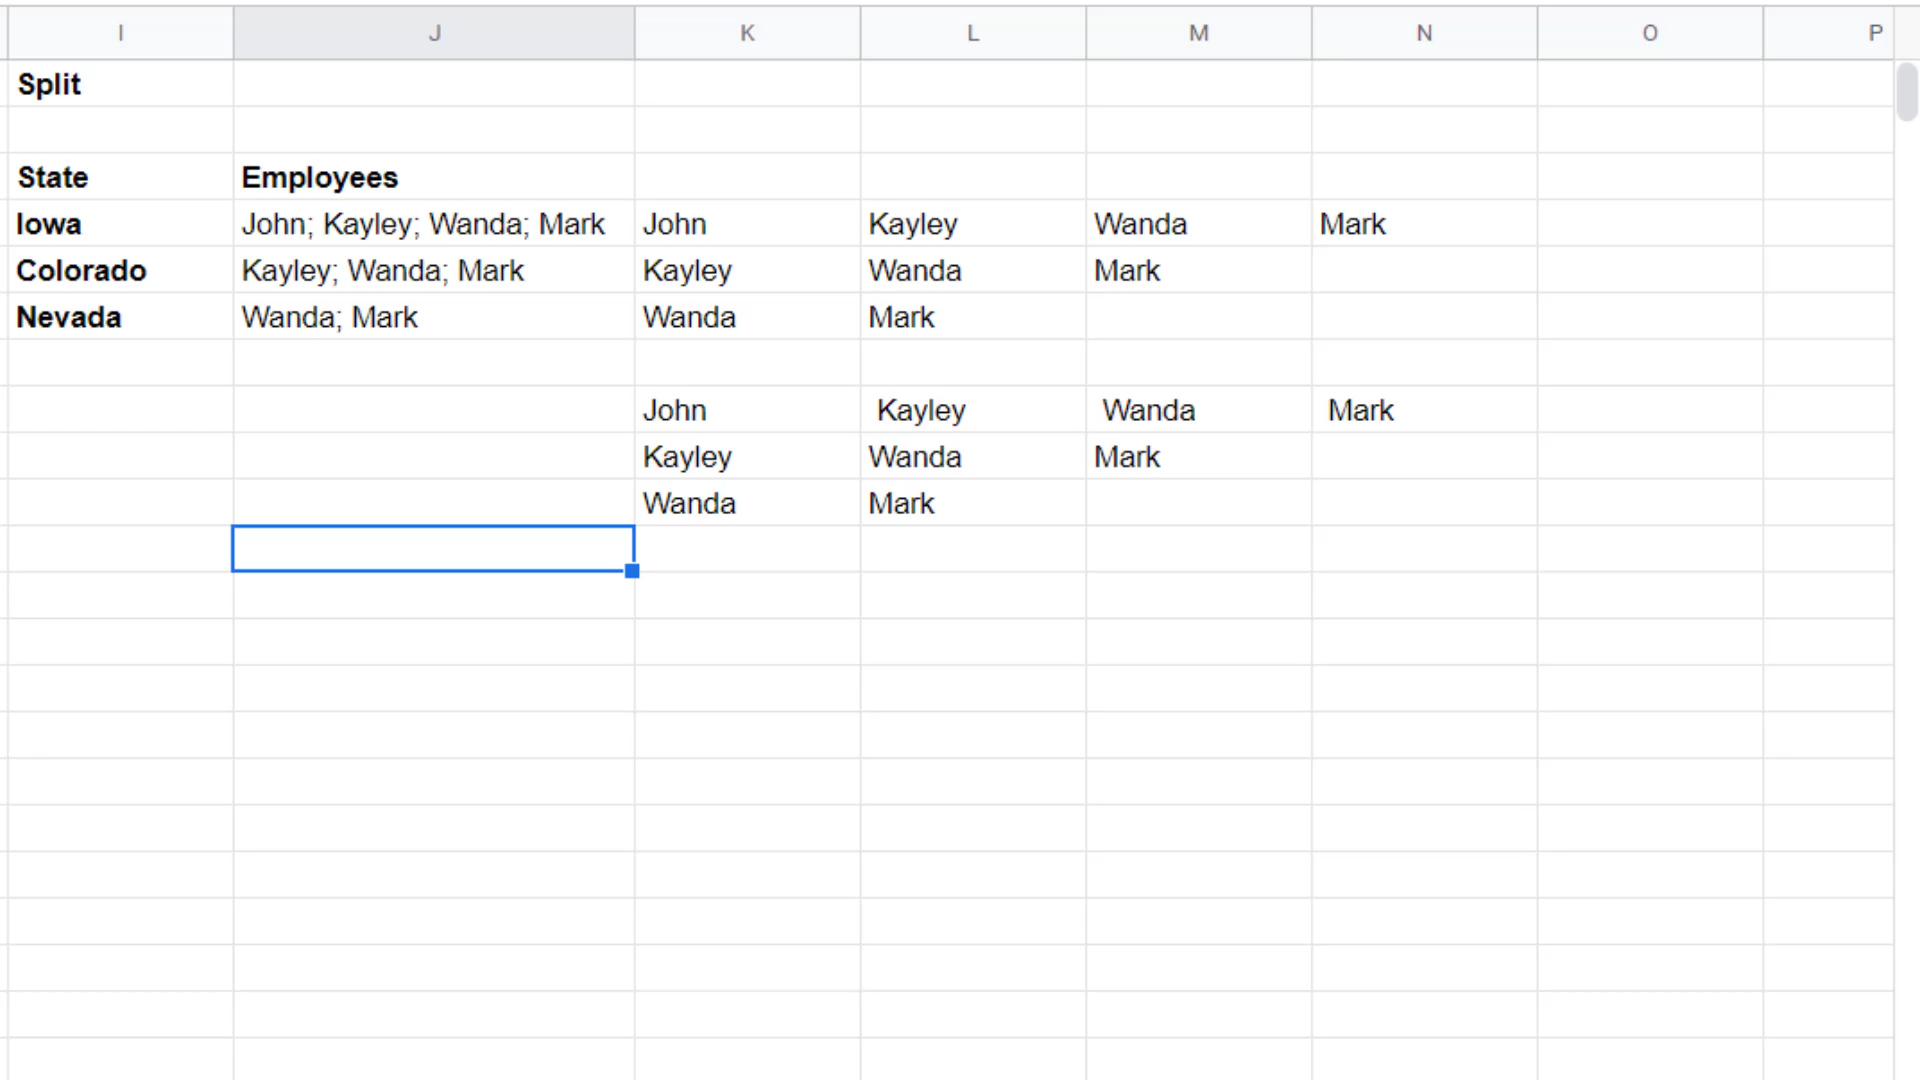 I J K L M N O P
Split
State Employees
Iowa John; Kayley; Wanda; Mark John Kayley Wanda Mark
Colorado Kayley; Wanda; Mark Kayley Wanda Mark
Nevada Wanda; Mark Wanda Mark
John Kayley Wanda Mark
Kayley Wanda Mark
Wanda Mark